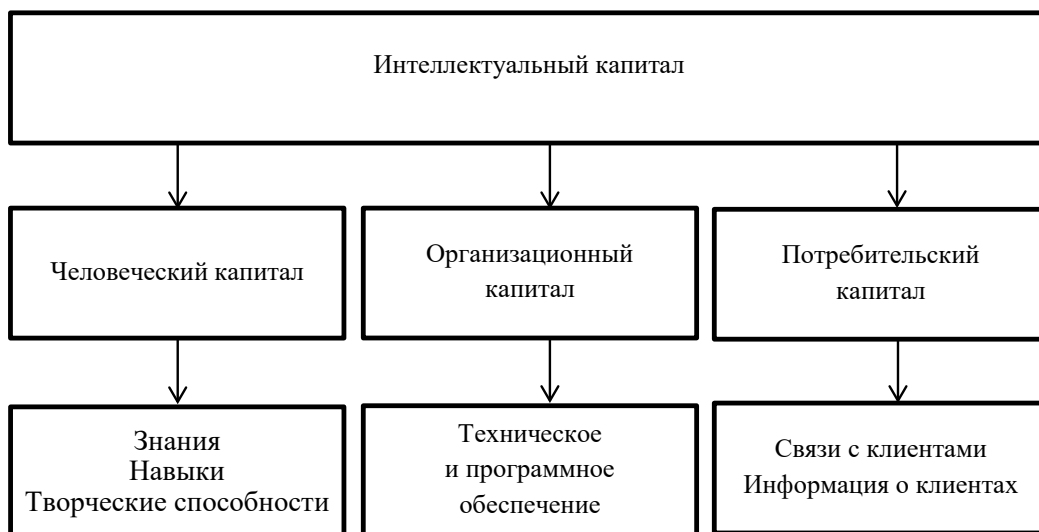 Интеллектуальный капитал
Человеческий капитал
Организационный
капитал
Потребительский
капитал
Знания
Навыки
Творческие способности
Техническое
и программное
обеспечение
Связи с клиентами
Информация о клиентах